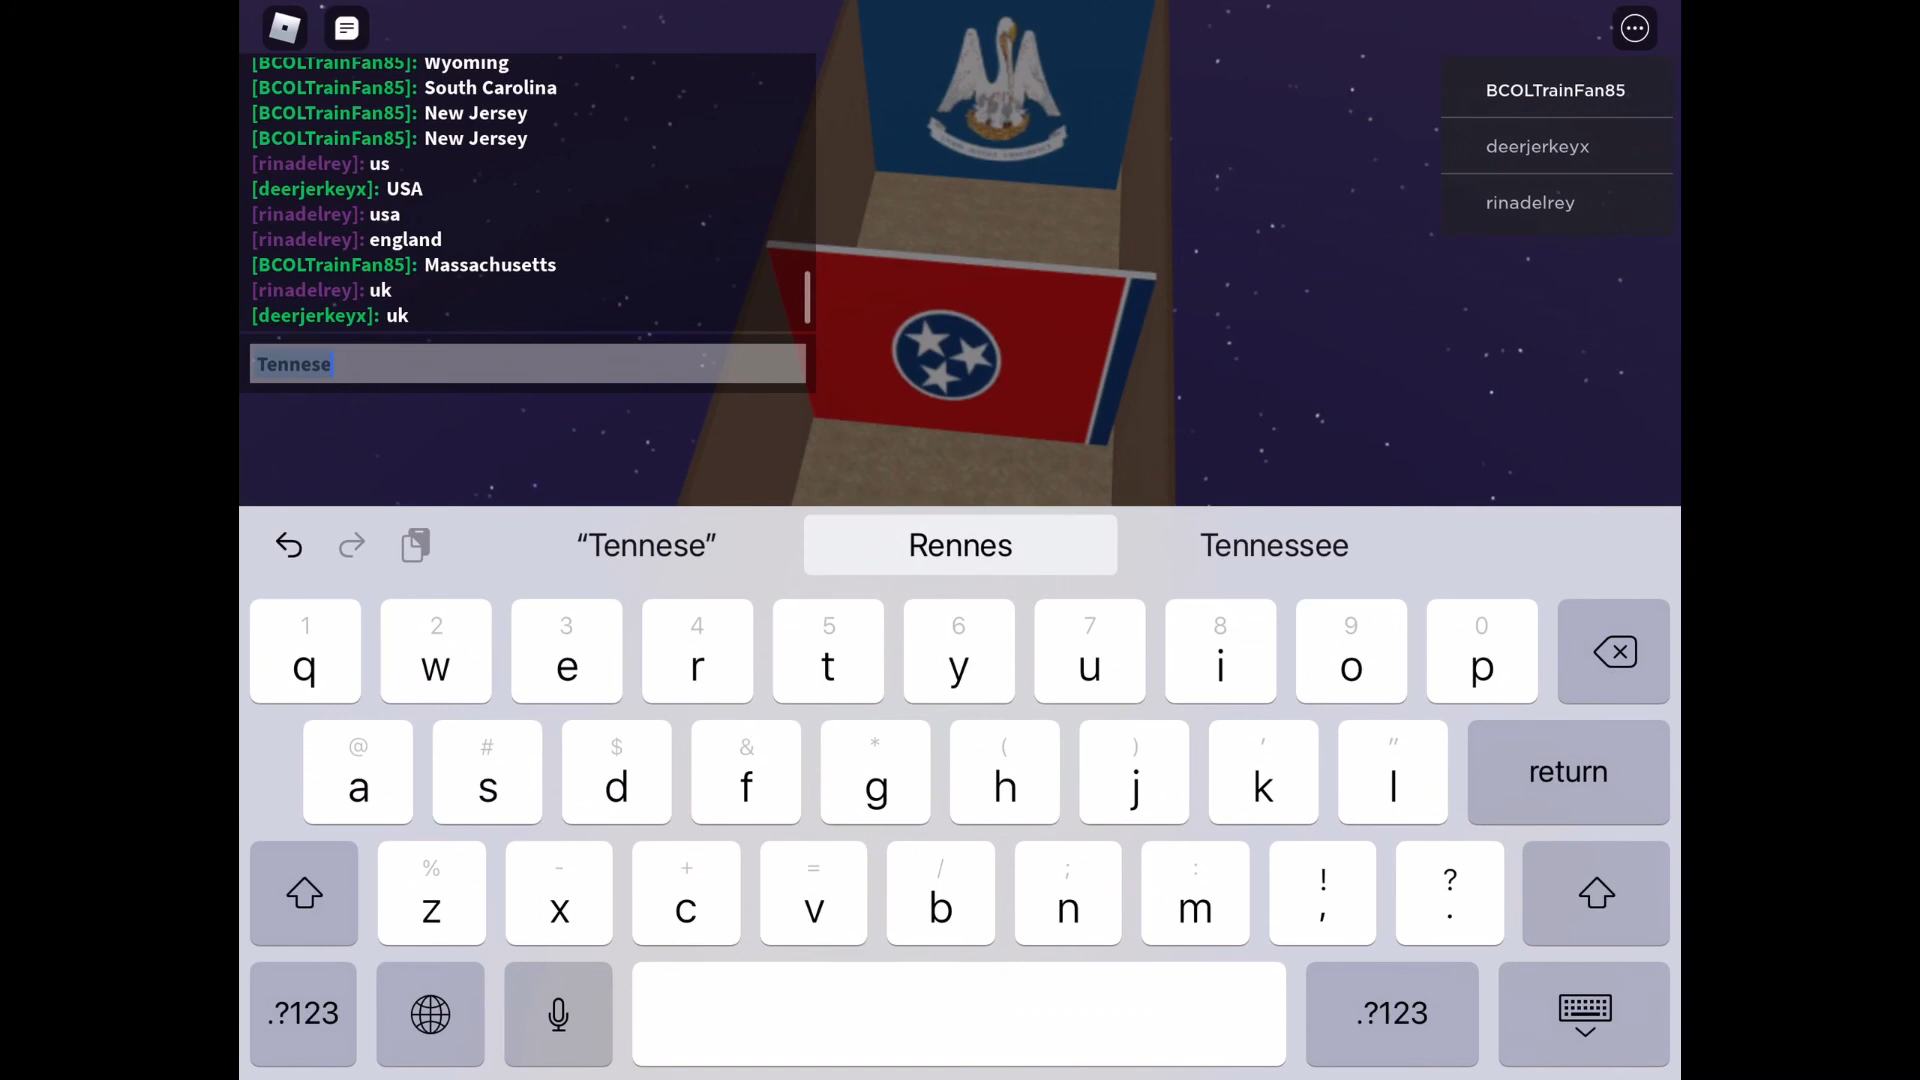 [BCOLTrainFan85]: Wyoming
[BCOLTrainFan85]: South Carolina
[BCOLTrainFan85]: New Jersey
[BCOLTrainFan85]: New Jersey
[rinadelrey]: us
[deerjerkeyx]: USA
[rinadelrey]: usa
[rinadelrey]: england
[BCOLTrainFan85]: Massachusetts
[rinadelrey]: uk
[deerjerkeyx]: uk
Tennese
BCOLTrainFan85
deerjerkeyx
rinadelrey
“Tennese” Rennes Tennessee
1 2 3 4 5 6 7 8 9 0
q w e r t y u i o p
@ # $ & * ( ) ' "
a s d f g h j k l return
% - + = / ; : ! ?
z x c v b n m , .
.?123 .?123